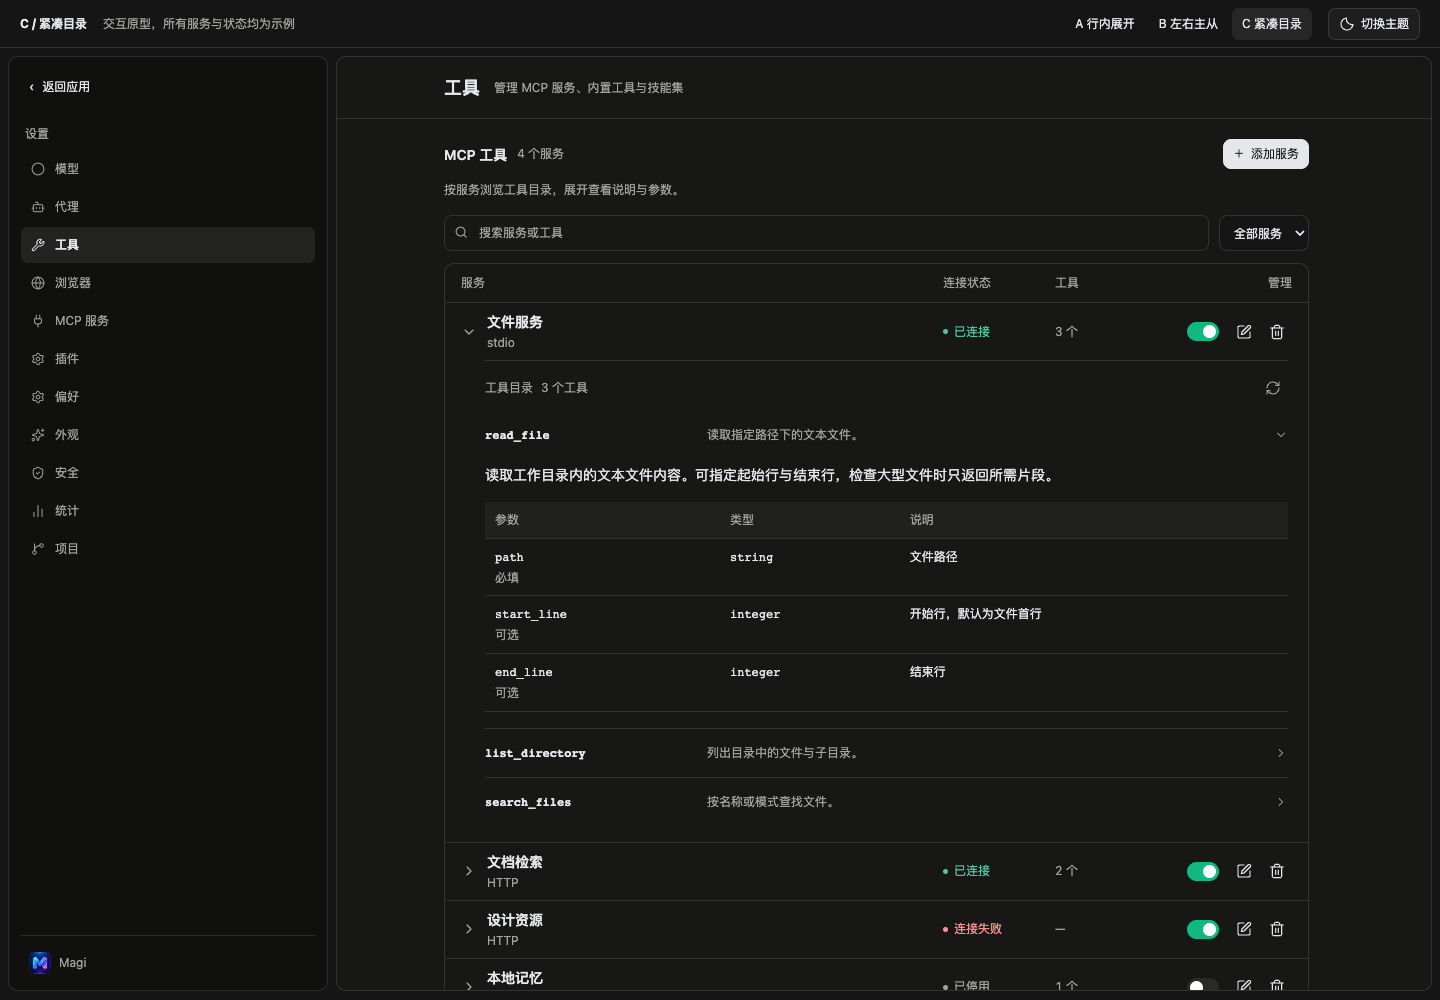 C / 紧凑目录 交互原型，所有服务与状态均为示例 A 行内展开 B 左右主从 C 紧凑目录 切换主题
返回应用
设置
模型
代理
工具
浏览器
MCP 服务
插件
偏好
外观
安全
统计
项目
Magi
工具 管理 MCP 服务、内置工具与技能集
MCP 工具 4 个服务 + 添加服务
按服务浏览工具目录，展开查看说明与参数。
搜索服务或工具 全部服务
服务 连接状态 工具 管理
文件服务 已连接 3 个
stdio
工具目录 3 个工具
read_file 读取指定路径下的文本文件。
读取工作目录内的文本文件内容。可指定起始行与结束行，检查大型文件时只返回所需片段。
参数 类型 说明
path string 文件路径
必填
start_line integer 开始行，默认为文件首行
可选
end_line integer 结束行
可选
list_directory 列出目录中的文件与子目录。
search_files 按名称或模式查找文件。
文档检索 已连接 2 个
HTTP
设计资源 连接失败 —
HTTP
本地记忆 已停用 1 个